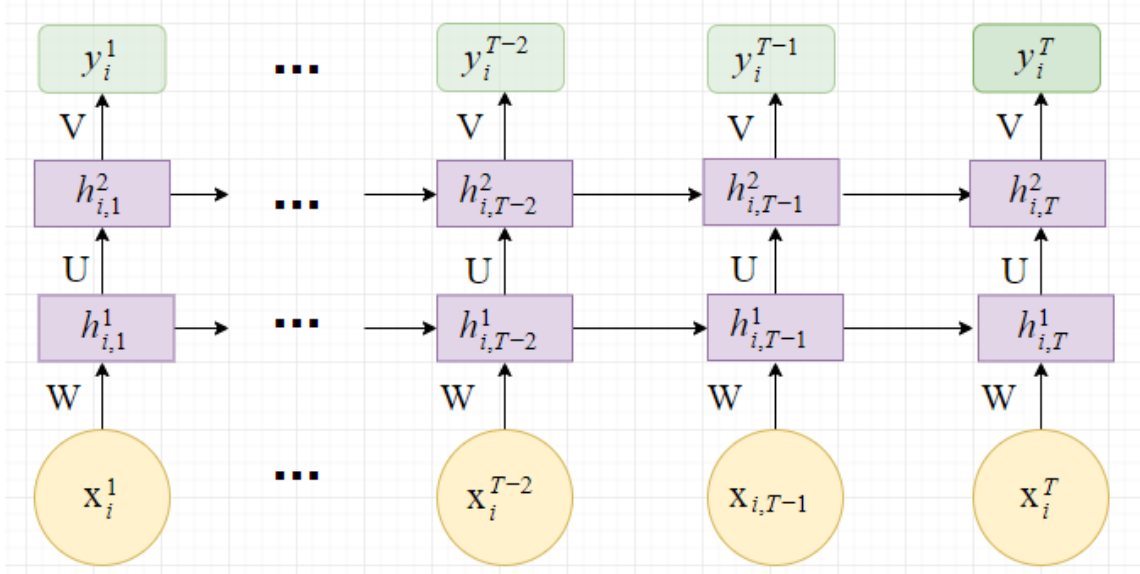 y_i^1 ... y_i^{T-2} y_i^{T-1} y_i^T
V V V V
h_{i,1}^2 ... h_{i,T-2}^2 h_{i,T-1}^2 h_{i,T}^2
U U U U
h_{i,1}^1 ... h_{i,T-2}^1 h_{i,T-1}^1 h_{i,T}^1
W W W W
x_i^1 ... x_i^{T-2} x_{i,T-1} x_i^T